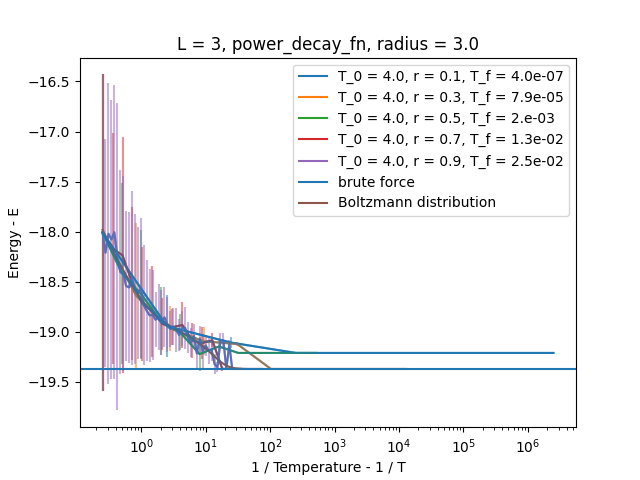 L = 3, power_decay_fn, radius = 3.0
T_0 = 4.0, r = 0.1, T_f = 4.0e-07
T_0 = 4.0, r = 0.3, T_f = 7.9e-05
T_0 = 4.0, r = 0.5, T_f = 2.e-03
T_0 = 4.0, r = 0.7, T_f = 1.3e-02
T_0 = 4.0, r = 0.9, T_f = 2.5e-02
brute force
Boltzmann distribution
Energy - E
−16.5
−17.0
−17.5
−18.0
−18.5
−19.0
−19.5
10⁰ 10¹ 10² 10³ 10⁴ 10⁵ 10⁶
1 / Temperature - 1 / T